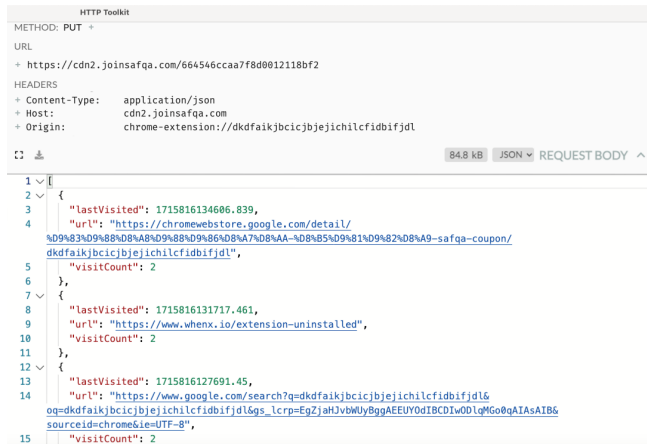 HTTP Toolkit
METHOD: PUT +
URL
+ https://cdn2.joinsafqa.com/664546ccaa7f8d0012118bf2
HEADERS
+ Content-Type: application/json
+ Host: cdn2.joinsafqa.com
+ Origin: chrome-extension://dkdfaikjbcicjbjejichilcfidbifjdl
84.8 kB JSON REQUEST BODY
1 [
2 {
3 "lastVisited": 1715816134606.839,
4 "url": "https://chromewebstore.google.com/detail/
%D9%83%D9%88%D8%A8%D9%88%D9%86%D8%A7%D8%AA-%D8%B5%D9%81%D9%82%D8%A9-safqa-coupon/
dkdfaikjbcicjbjejichilcfidbifjdl",
5 "visitCount": 2
6 },
7 {
8 "lastVisited": 1715816131717.461,
9 "url": "https://www.whenx.io/extension-uninstalled",
10 "visitCount": 2
11 },
12 {
13 "lastVisited": 1715816127691.45,
14 "url": "https://www.google.com/search?q=dkdfaikjbcicjbjejichilcfidbifjdl&
oq=dkdfaikjbcicjbjejichilcfidbifjdl&gs_lcrp=EgZjaHJvbWUyBggAEEUYOdIBCDIwODlqMGo0qAIAsAIB&
sourceid=chrome&ie=UTF-8",
15 "visitCount": 2